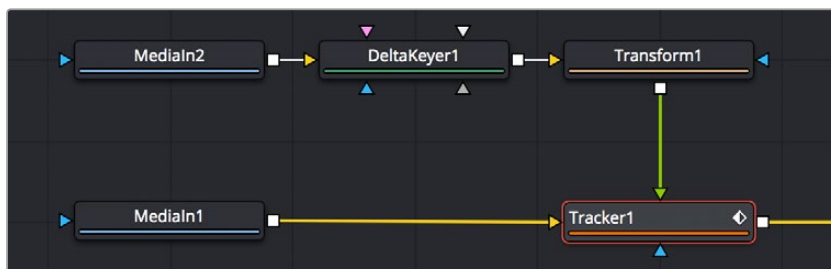 MediaIn2
DeltaKeyer1
Transform1
MediaIn1
Tracker1